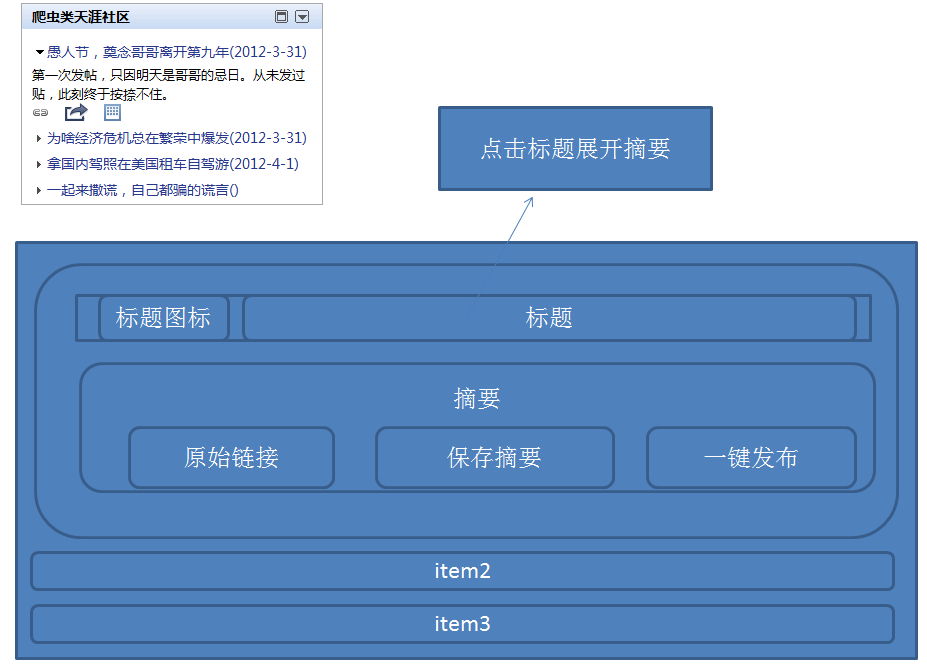 爬虫类天涯社区
愚人节，奠念哥哥离开第九年(2012-3-31)
第一次发帖，只因明天是哥哥的忌日。从未发过
贴，此刻终于按捺不住。
为啥经济危机总在繁荣中爆发(2012-3-31)
拿国内驾照在美国租车自驾游(2012-4-1)
一起来撒谎，自己都骗的谎言()
点击标题展开摘要
标题图标 标题
摘要
原始链接 保存摘要 一键发布
item2
item3